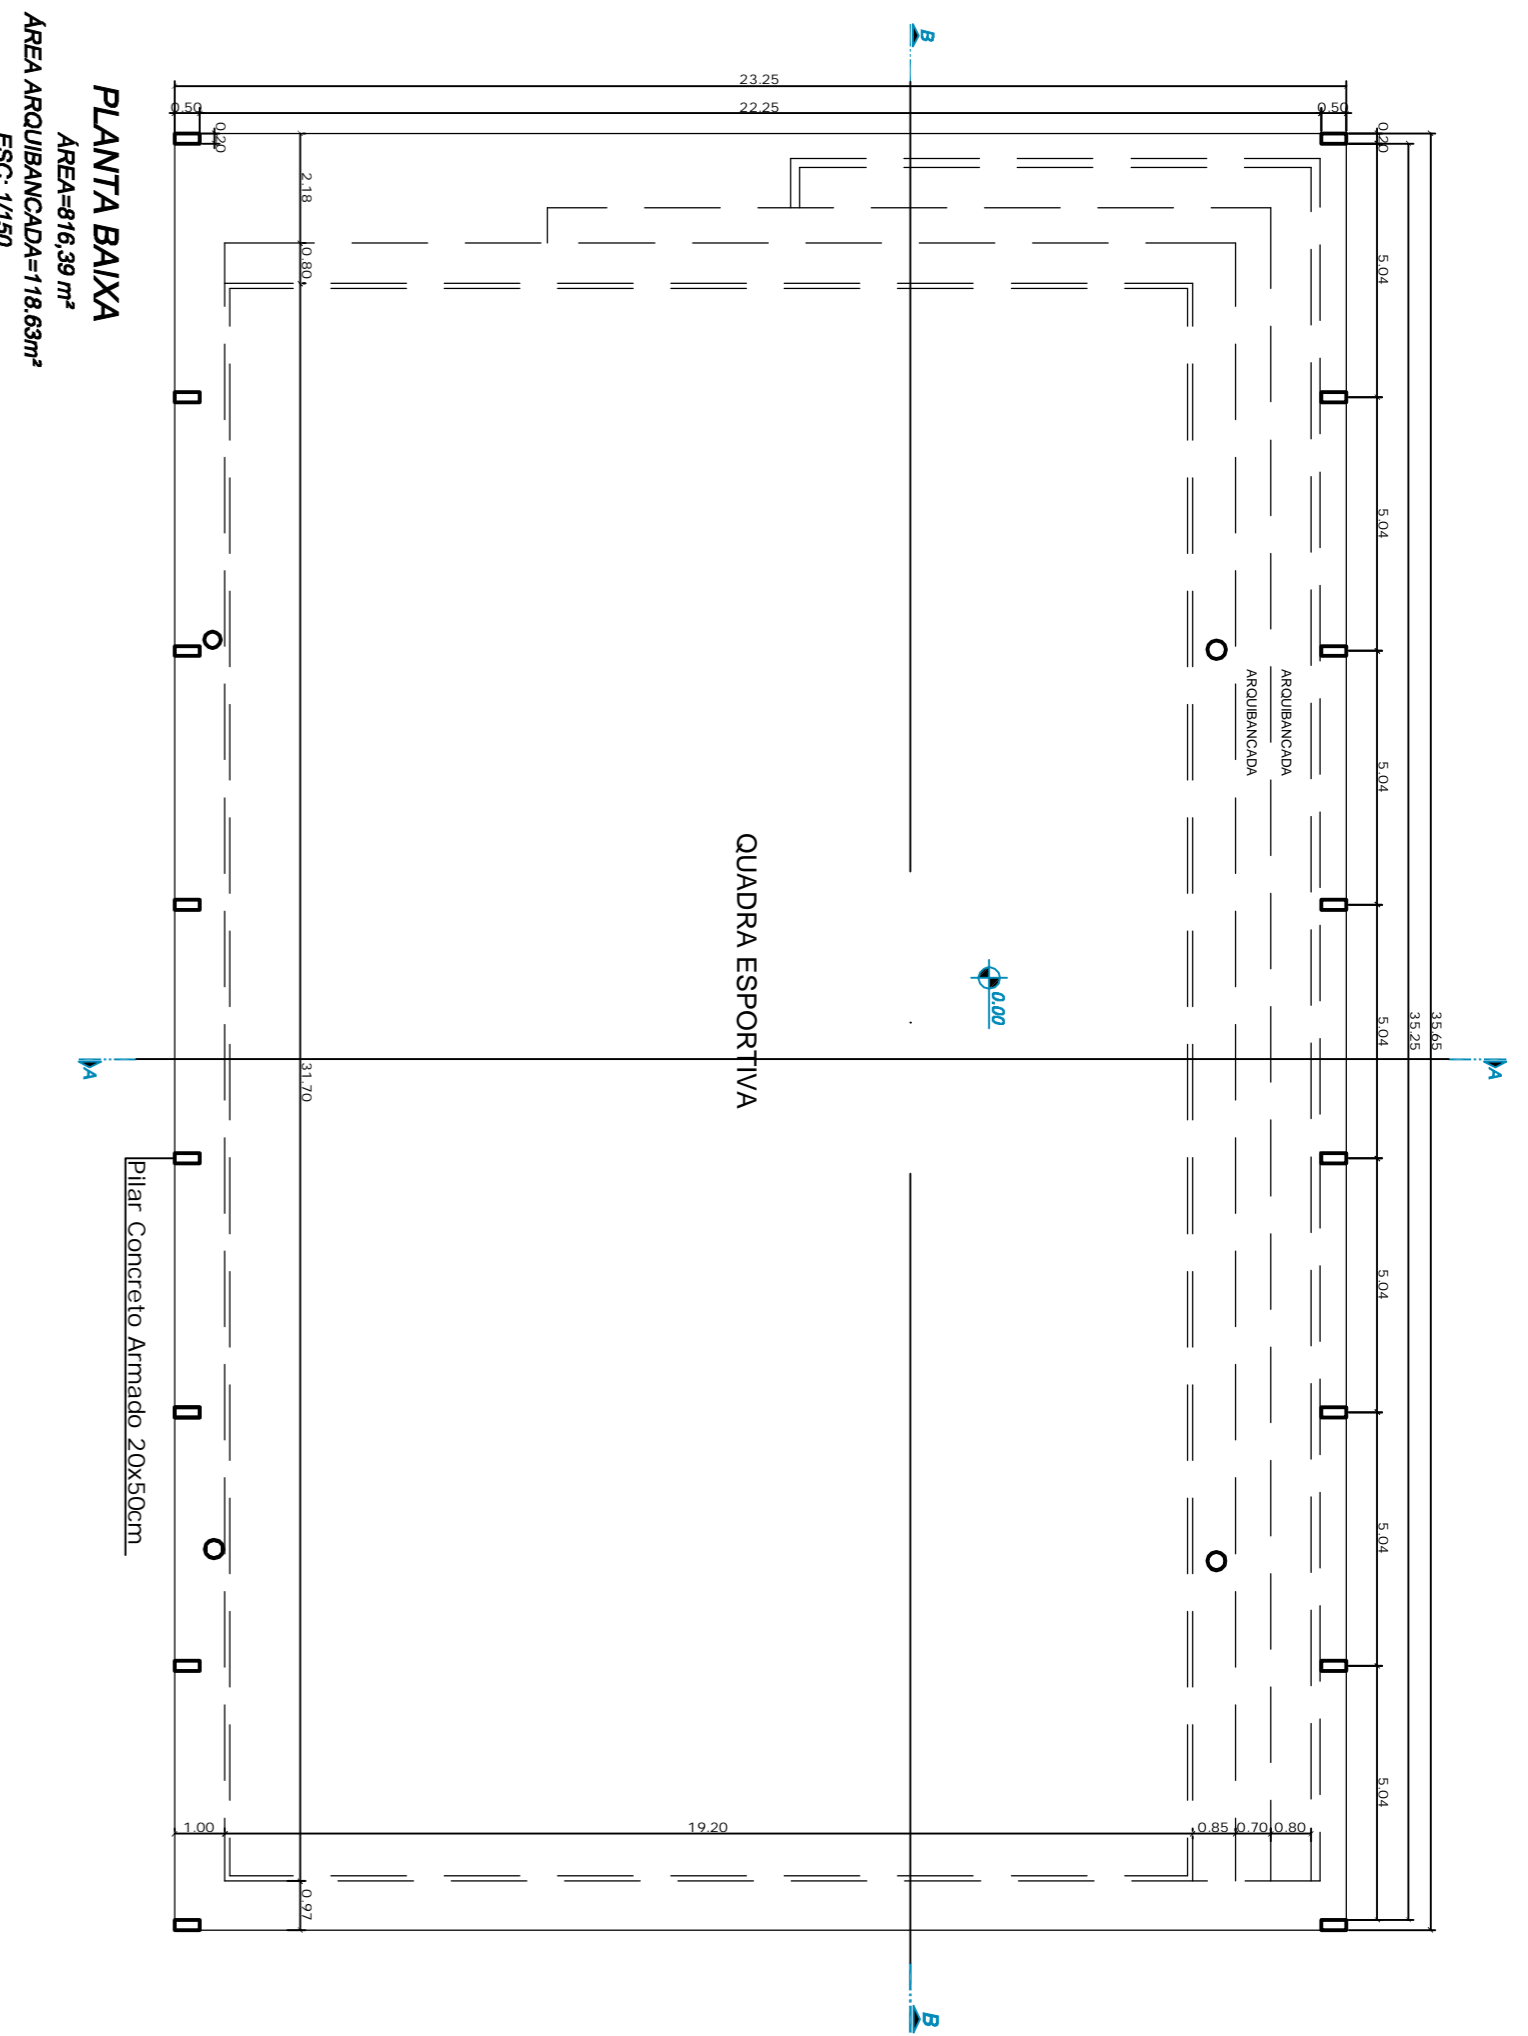 B
23.25
0.50
22.25
0.50
0.20
0.20
2.18
0.80
31.70
0.97
5.04
5.04
5.04
5.04
5.04
5.04
5.04
35.25
35.65
ARQUIBANCADA
ARQUIBANCADA
QUADRA ESPORTIVA
0.00
A
A
Pilar Concreto Armado 20x50cm
1.00
19.20
0.85
0.70
0.80
B
PLANTA BAIXA
ÁREA=816,39 m²
ÁREA ARQUIBANCADA=118.63m²
ESC: 1/150